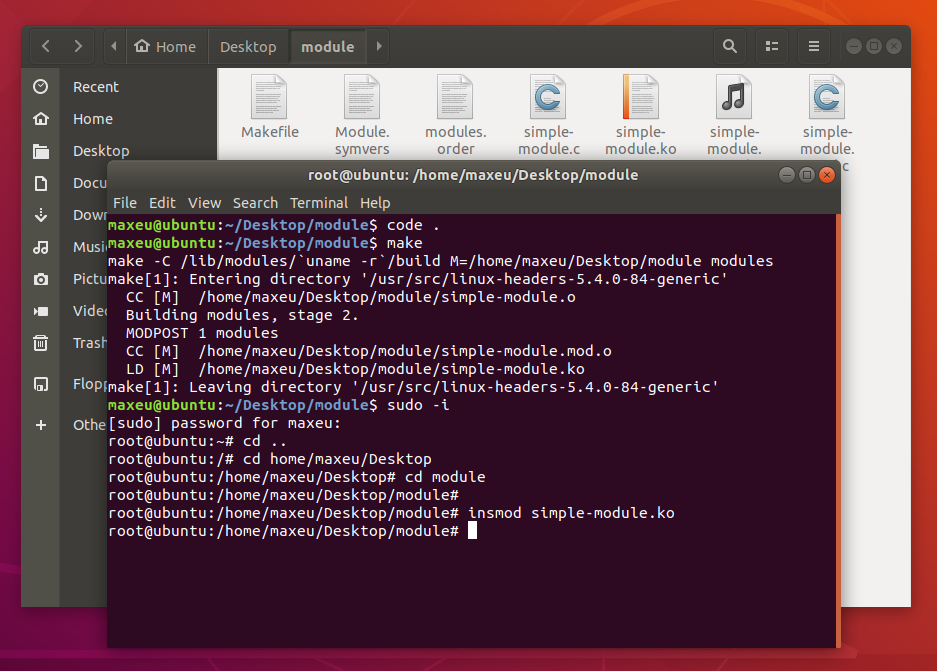 Home
Desktop
module
Recent
Home
Desktop
Docu
Down
Musi
Pictu
Video
Trash
Flopp
Othe
Makefile
Module.
symvers
modules.
order
simple-
module.c
simple-
module.ko
simple-
module.
simple-
module.
c
root@ubuntu: /home/maxeu/Desktop/module
File Edit View Search Terminal Help
maxeu@ubuntu:~/Desktop/module$ code .
maxeu@ubuntu:~/Desktop/module$ make
make -C /lib/modules/`uname -r`/build M=/home/maxeu/Desktop/module modules
make[1]: Entering directory '/usr/src/linux-headers-5.4.0-84-generic'
CC [M] /home/maxeu/Desktop/module/simple-module.o
Building modules, stage 2.
MODPOST 1 modules
CC [M] /home/maxeu/Desktop/module/simple-module.mod.o
LD [M] /home/maxeu/Desktop/module/simple-module.ko
make[1]: Leaving directory '/usr/src/linux-headers-5.4.0-84-generic'
maxeu@ubuntu:~/Desktop/module$ sudo -i
[sudo] password for maxeu:
root@ubuntu:~# cd ..
root@ubuntu:/# cd home/maxeu/Desktop
root@ubuntu:/home/maxeu/Desktop# cd module
root@ubuntu:/home/maxeu/Desktop/module#
root@ubuntu:/home/maxeu/Desktop/module# insmod simple-module.ko
root@ubuntu:/home/maxeu/Desktop/module#